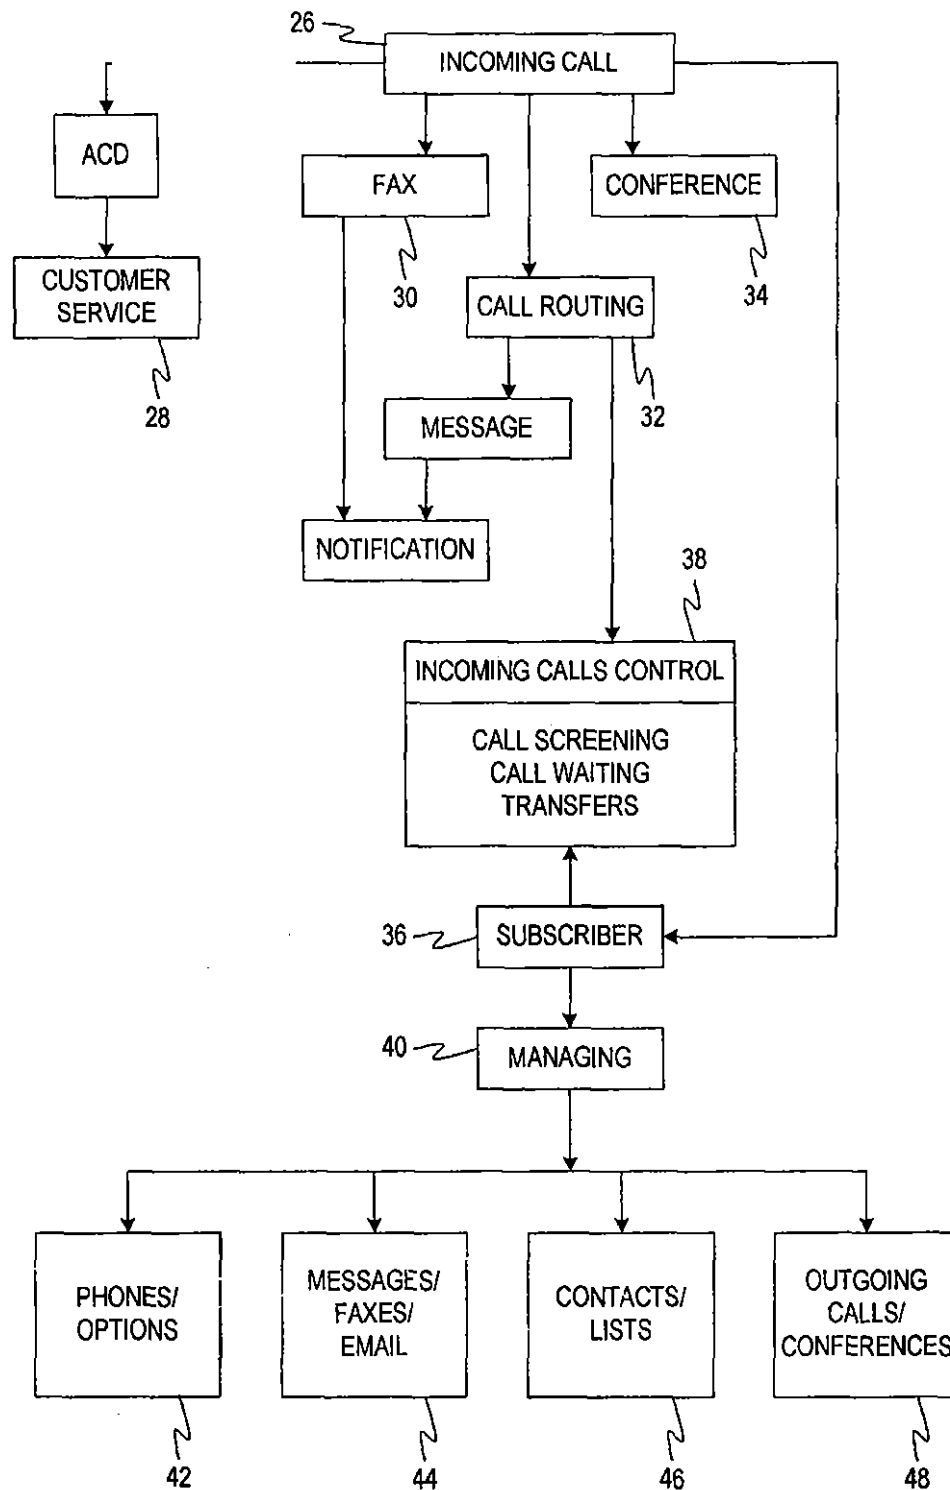 26
INCOMING CALL
ACD
FAX
CONFERENCE
30
34
CUSTOMER
SERVICE
28
CALL ROUTING
32
MESSAGE
NOTIFICATION
38
INCOMING CALLS CONTROL
CALL SCREENING
CALL WAITING
TRANSFERS
36
SUBSCRIBER
40
MANAGING
PHONES/
OPTIONS
MESSAGES/
FAXES/
EMAIL
CONTACTS/
LISTS
OUTGOING
CALLS/
CONFERENCES
42
44
46
48